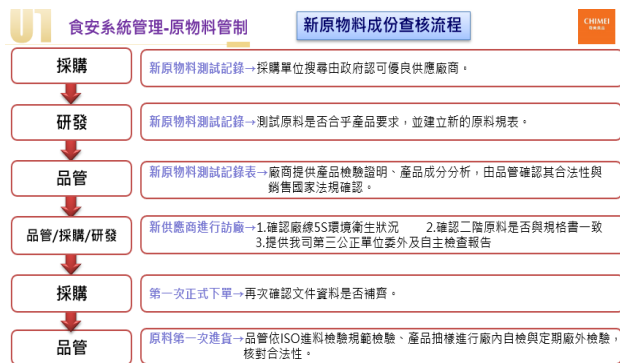 01
食安系統管理-原物料管制
新原物料成份查核流程
CHIMEI
採購
新原物料測試記錄→採購單位搜尋由政府認可優良供應廠商。
研發
新原物料測試記錄→測試原料是否合乎產品要求，並建立新的原料規表。
品管
新原物料測試記錄表→廠商提供產品檢驗證明、產品成分分析，由品管確認其合法性與
銷售國家法規確認。
品管/採購/研發
新供應商進行訪廠→1.確認廠線5S環境衛生狀況 2.確認二階原料是否與規格書一致
3.提供我司第三公正單位委外及自主檢查報告
採購
第一次正式下單→再次確認文件資料是否補齊。
品管
原料第一次進貨→品管依ISO進料檢驗規範檢驗、產品抽樣進行廠內自檢與定期廠外檢驗，
核對合法性。